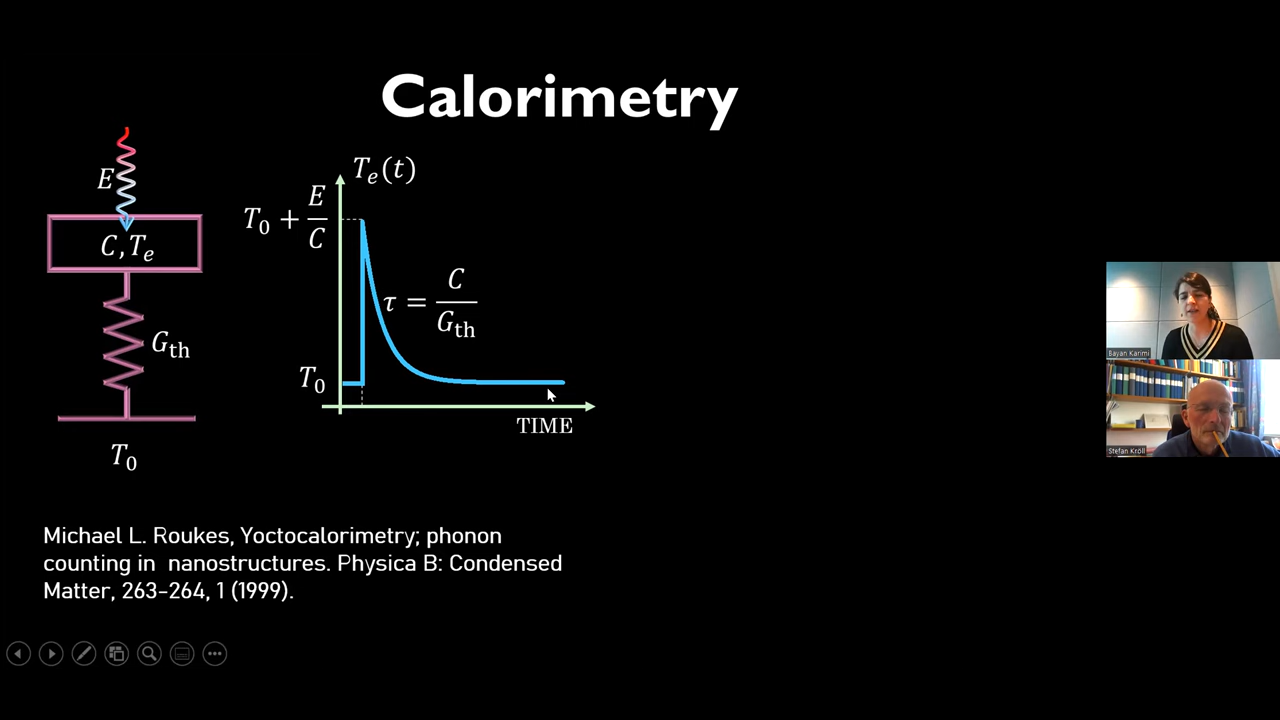 Calorimetry
E
C, Tₑ
G_th
T₀
Tₑ(t)
T₀ + E/C
τ = C/G_th
T₀
TIME
Michael L. Roukes, Yoctocalorimetry; phonon
counting in nanostructures. Physica B: Condensed
Matter, 263-264, 1 (1999).
Bayan Karimi
Stefan Kröll